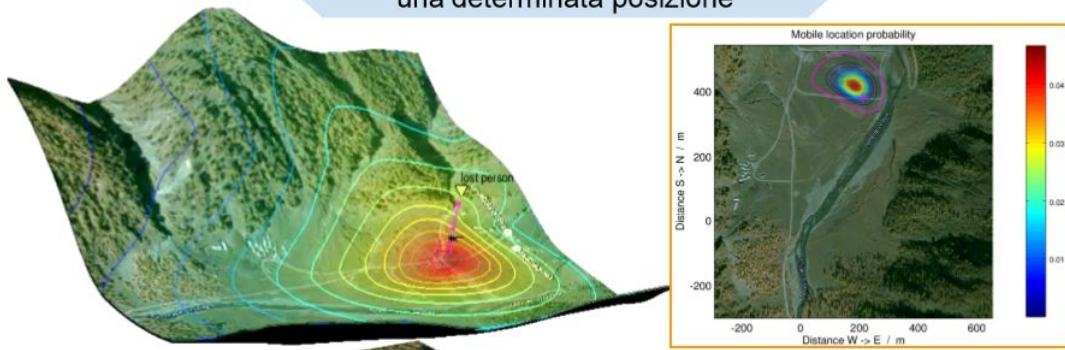 una determinata posizione
lost person
Mobile location probability
Distance S -> N / m
400
200
0
-200
-200
0
200
400
600
Distance W -> E / m
0.04
0.03
0.02
0.01